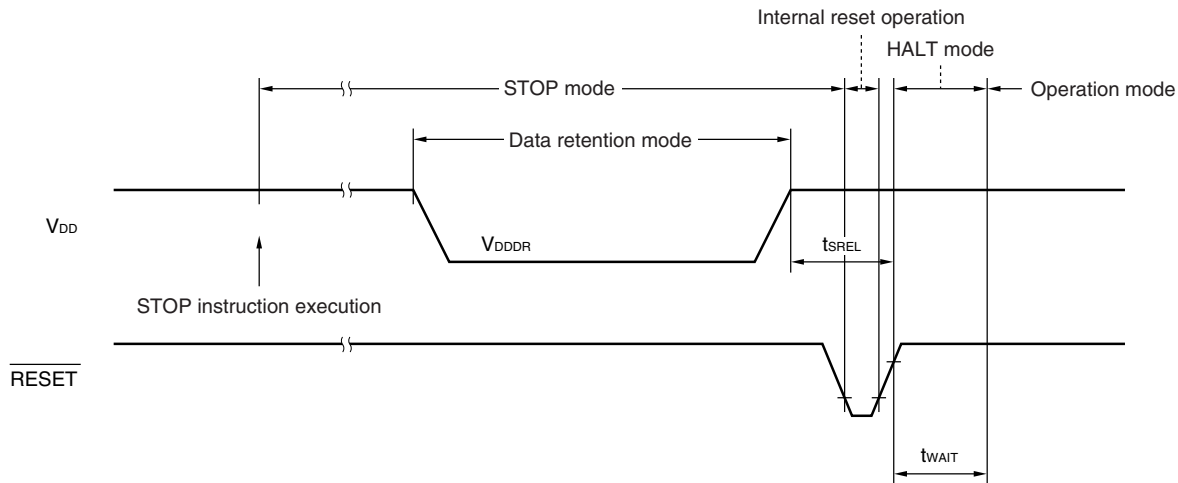 Internal reset operation
HALT mode
STOP mode
Operation mode
Data retention mode
VDD
VDDDR
tSREL
STOP instruction execution
RESET
tWAIT